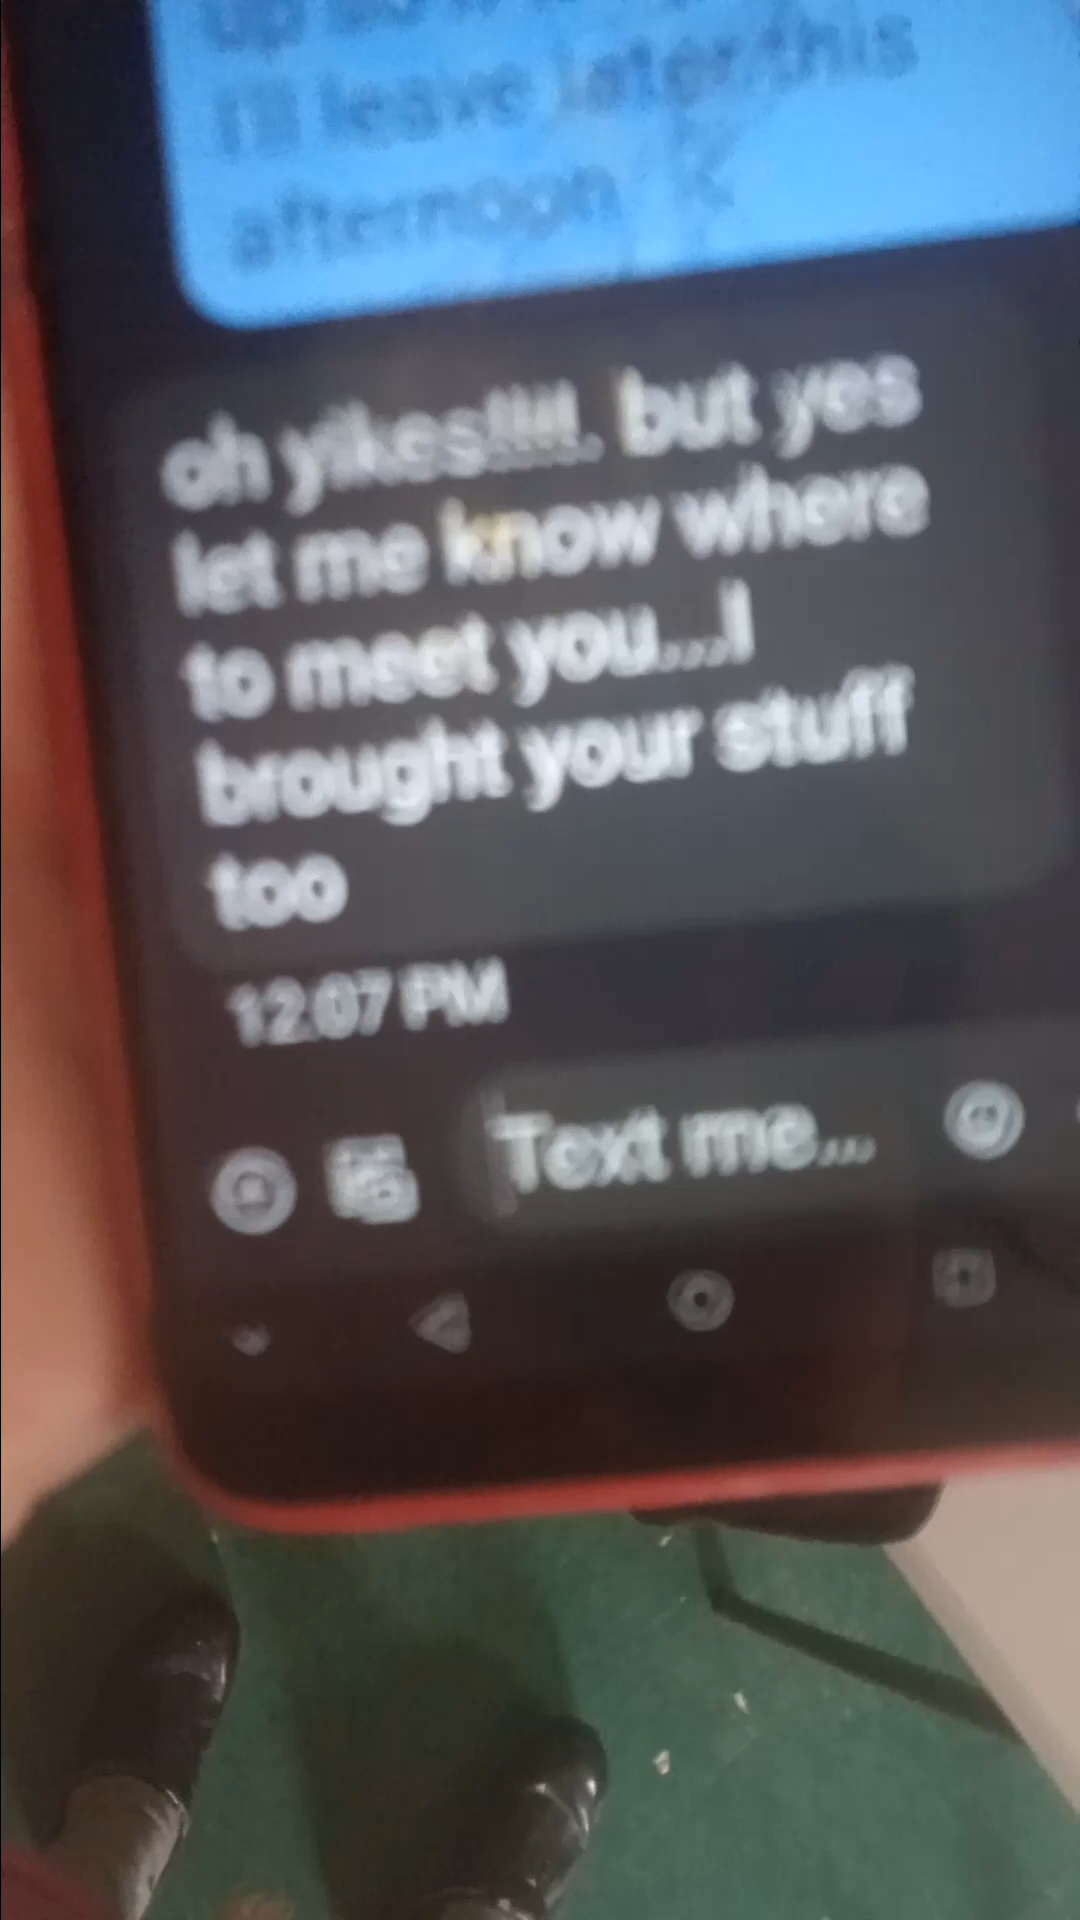 I'll leave later/this
afternoon
oh yikes!!!!. but yes
let me know where
to meet you...I
brought your stuff
too
12:07 PM
Text me...